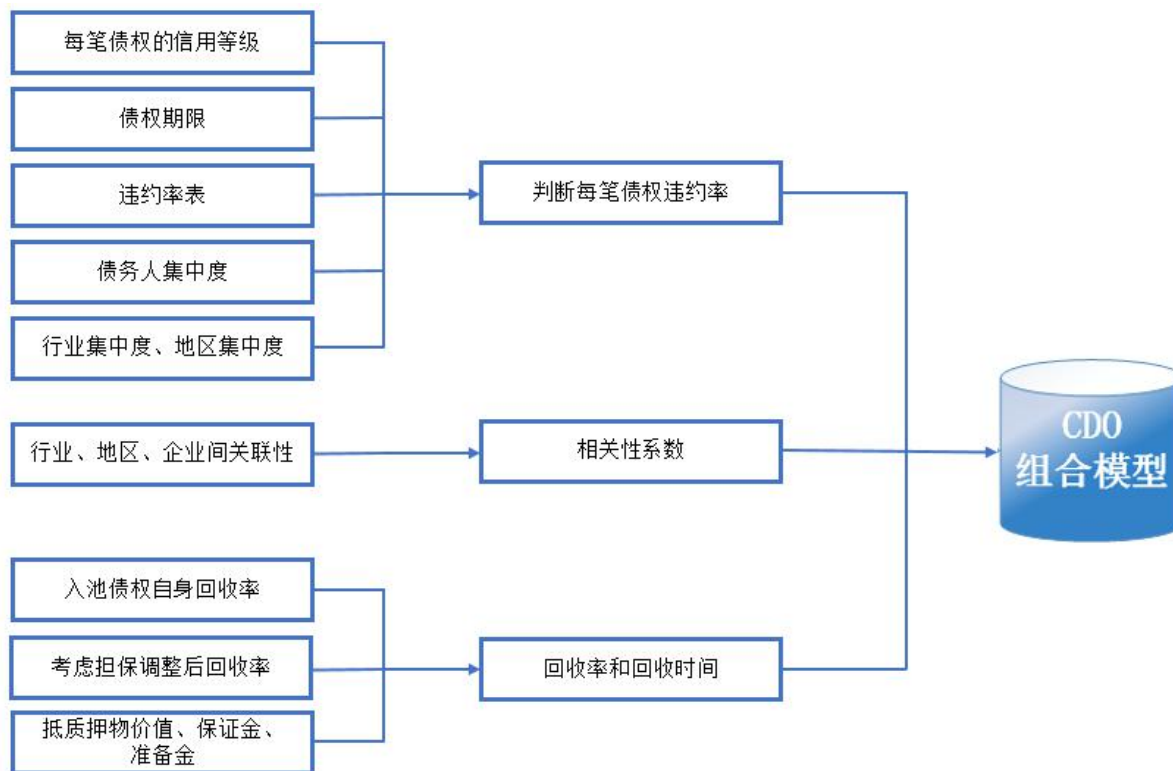 每笔债权的信用等级
债权期限
违约率表
债务人集中度
行业集中度、地区集中度
判断每笔债权违约率
行业、地区、企业间关联性
相关性系数
入池债权自身回收率
考虑担保调整后回收率
抵质押物价值、保证金、
准备金
回收率和回收时间
CDO
组合模型